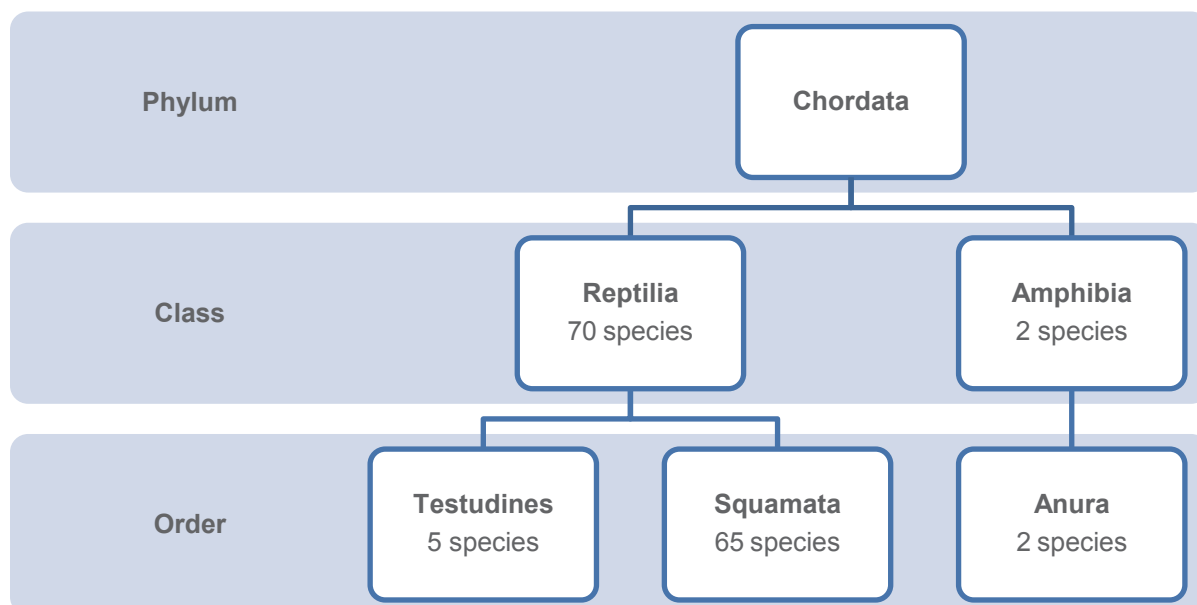 Phylum
Chordata
Class
Reptilia
70 species
Amphibia
2 species
Order
Testudines
5 species
Squamata
65 species
Anura
2 species